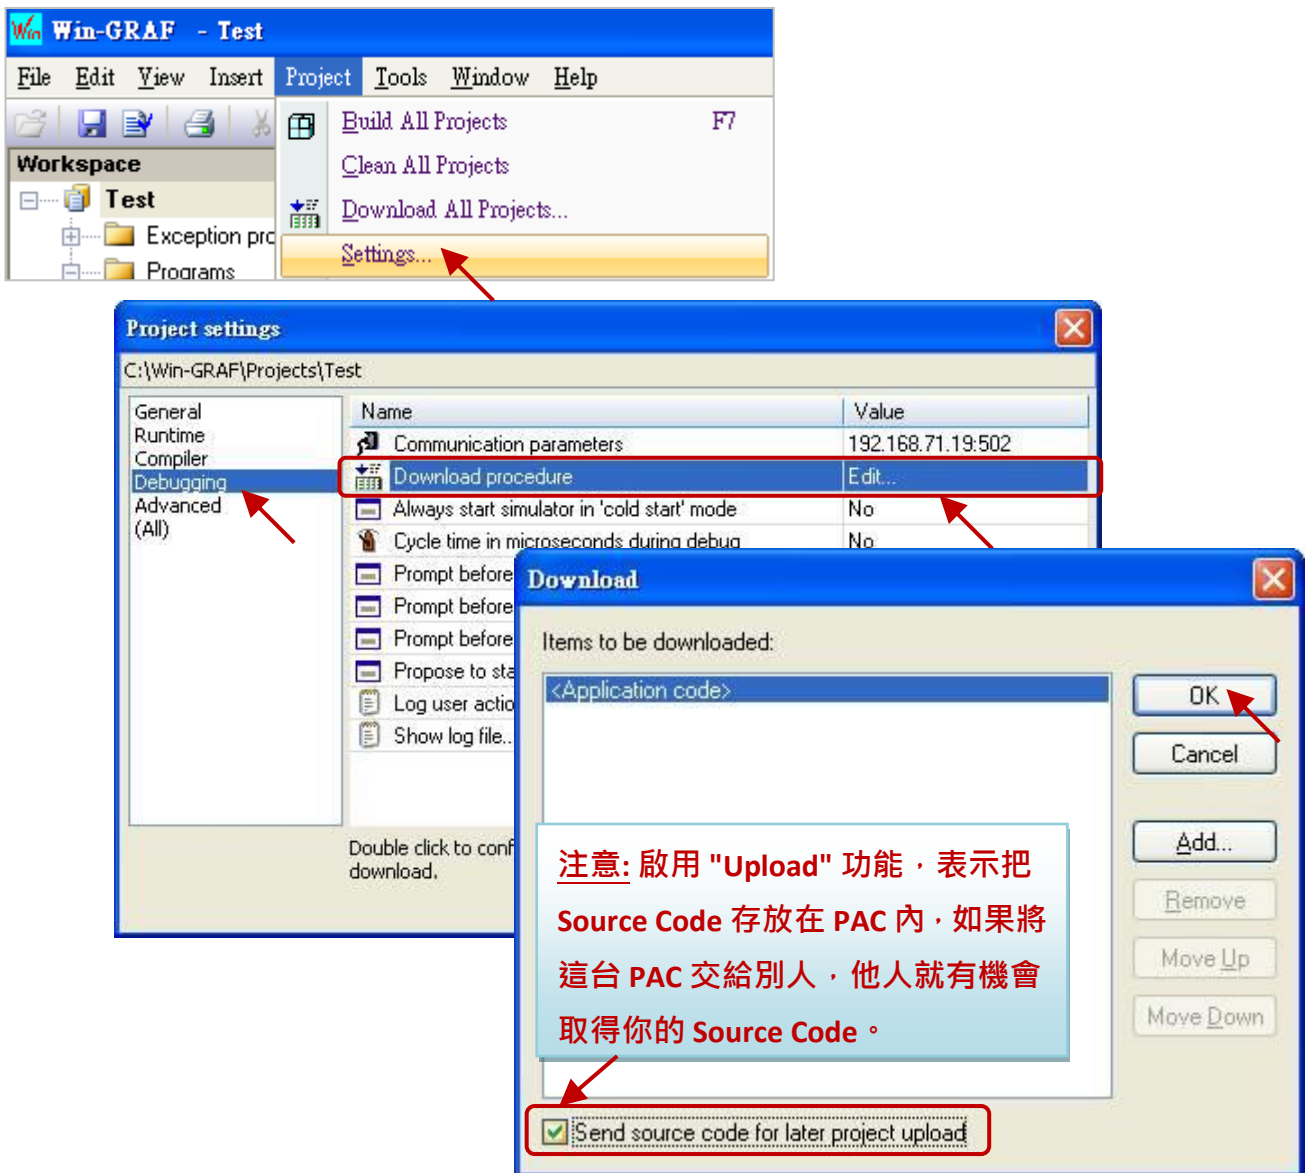 Win Win-GRAF - Test
File Edit View Insert Project Tools Window Help
Build All Projects F7
Clean All Projects
Download All Projects...
Settings...
Workspace
Test
Exception pro
Programs
Project settings
C:\Win-GRAF\Projects\Test
General
Runtime
Compiler
Debugging
Advanced
(All)
Name Value
Communication parameters 192.168.71.19:502
Download procedure Edit...
Always start simulator in 'cold start' mode No
Cycle time in microseconds during debug No
Prompt before
Prompt before
Prompt before
Propose to sta
Log user actio
Show log file...
Double click to conf
download.
Download
Items to be downloaded:
<Application code>
OK
Cancel
Add...
Remove
Move Up
Move Down
注意: 啟用 "Upload" 功能，表示把
Source Code 存放在 PAC 內，如果將
這台 PAC 交給別人，他人就有機會
取得你的 Source Code。
Send source code for later project upload